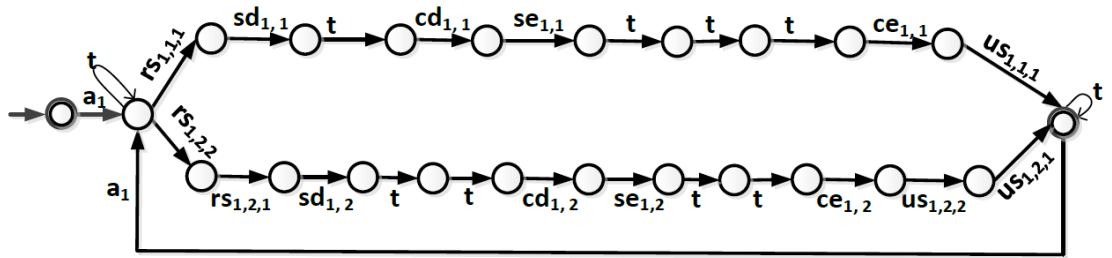 sd1, 1 t cd1, 1 se1,1 t t t ce1, 1
t rs1,1,1 us1,1,1 t
a1
rs1,2,2 us1,2,1
a1 rs1,2,1 sd1, 2 t t cd1, 2 se1,2 t t ce1, 2 us1,2,2